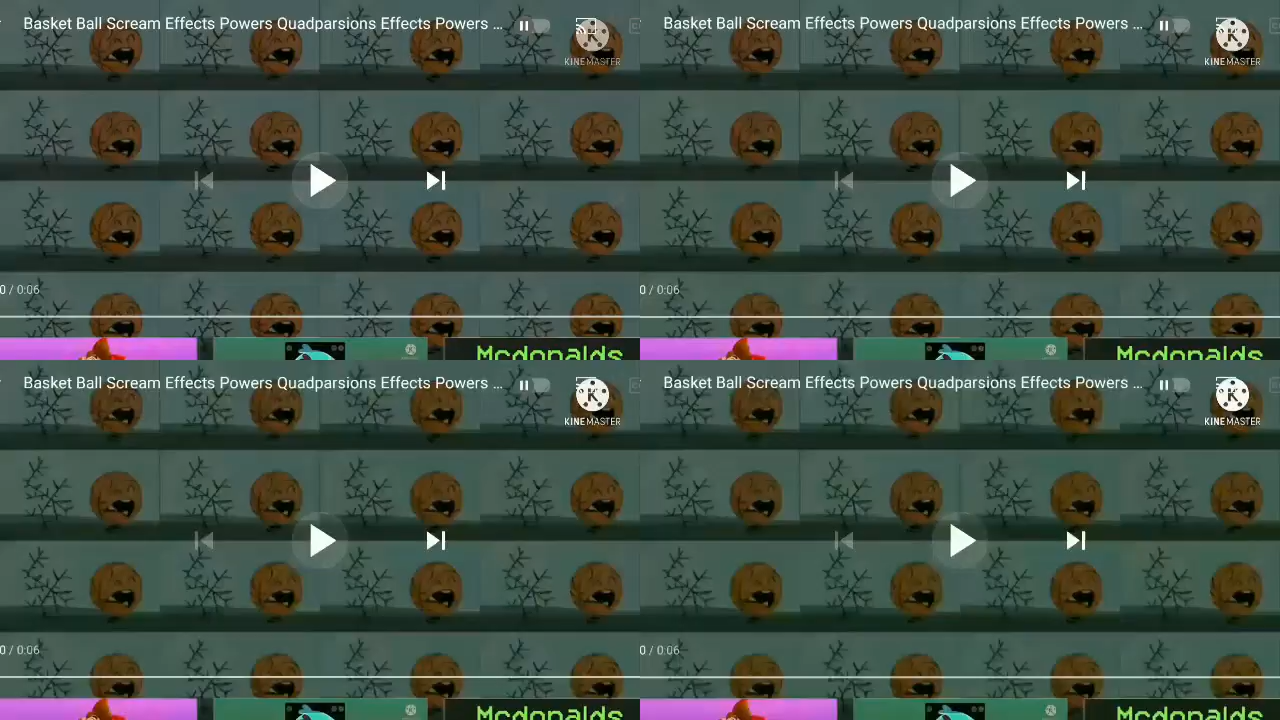 Basket Ball Scream Effects Powers Quadparsions Effects Powers ...
K
KINEMASTER
Basket Ball Scream Effects Powers Quadparsions Effects Powers ...
K
KINEMASTER
0 / 0:06
0 / 0:06
Mcdonalds
Mcdonalds
Basket Ball Scream Effects Powers Quadparsions Effects Powers ...
K
KINEMASTER
Basket Ball Scream Effects Powers Quadparsions Effects Powers ...
K
KINEMASTER
0 / 0:06
0 / 0:06
Mcdonalds
Mcdonalds